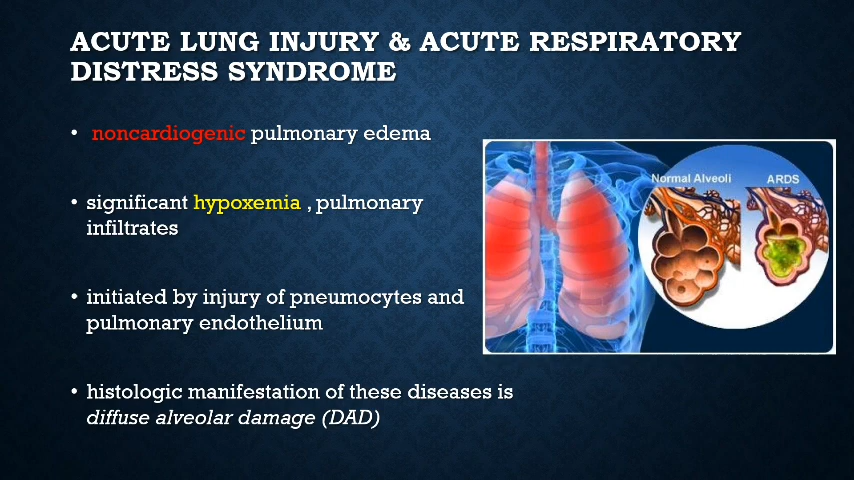 ACUTE LUNG INJURY & ACUTE RESPIRATORY
DISTRESS SYNDROME
• noncardiogenic pulmonary edema
• significant hypoxemia , pulmonary
infiltrates
• initiated by injury of pneumocytes and
pulmonary endothelium
• histologic manifestation of these diseases is
diffuse alveolar damage (DAD)
Normal Alveoli
ARDS